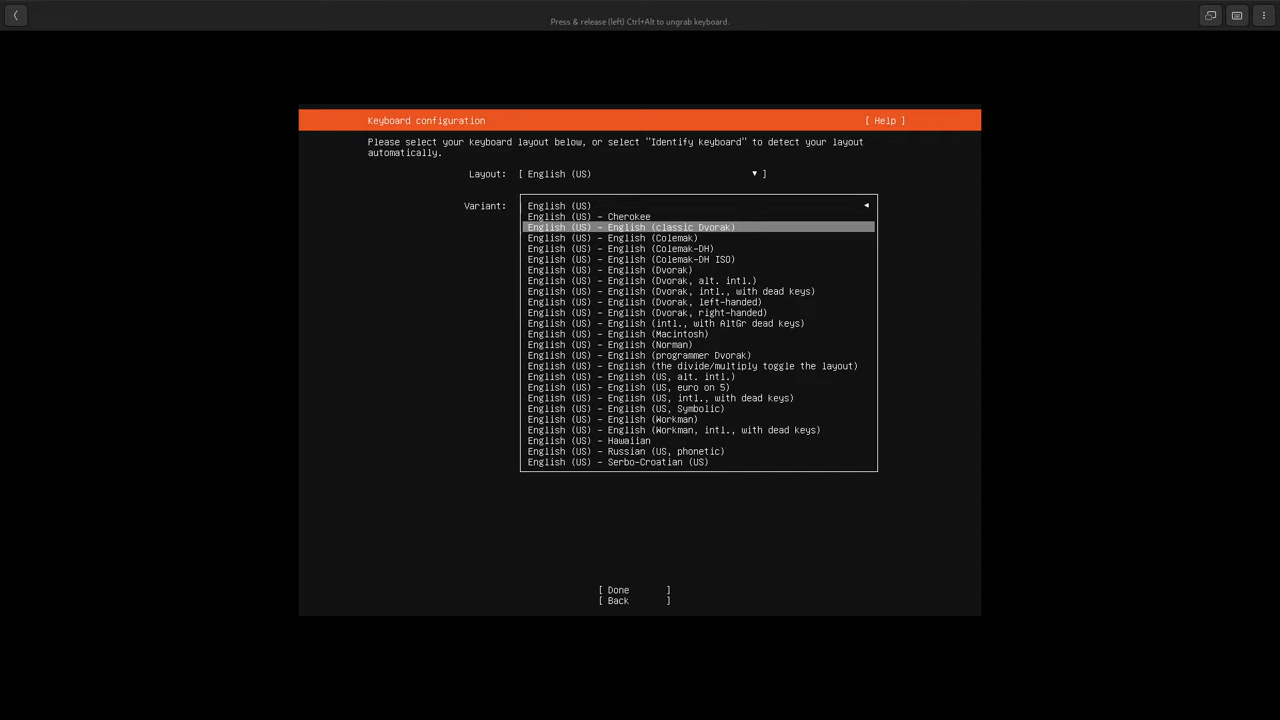 Press & release (left) Ctrl+Alt to ungrab keyboard.
Keyboard configuration [ Help ]
Please select your keyboard layout below, or select "Identify keyboard" to detect your layout
automatically.
Layout: [ English (US) ▾ ]
Variant: English (US) ◂
English (US) - Cherokee
English (US) - English (classic Dvorak)
English (US) - English (Colemak)
English (US) - English (Colemak-DH)
English (US) - English (Colemak-DH ISO)
English (US) - English (Dvorak)
English (US) - English (Dvorak, alt. intl.)
English (US) - English (Dvorak, intl., with dead keys)
English (US) - English (Dvorak, left-handed)
English (US) - English (Dvorak, right-handed)
English (US) - English (intl., with AltGr dead keys)
English (US) - English (Macintosh)
English (US) - English (Norman)
English (US) - English (programmer Dvorak)
English (US) - English (the divide/multiply toggle the layout)
English (US) - English (US, alt. intl.)
English (US) - English (US, euro on 5)
English (US) - English (US, intl., with dead keys)
English (US) - English (US, Symbolic)
English (US) - English (Workman)
English (US) - English (Workman, intl., with dead keys)
English (US) - Hawaiian
English (US) - Russian (US, phonetic)
English (US) - Serbo-Croatian (US)
[ Done ]
[ Back ]